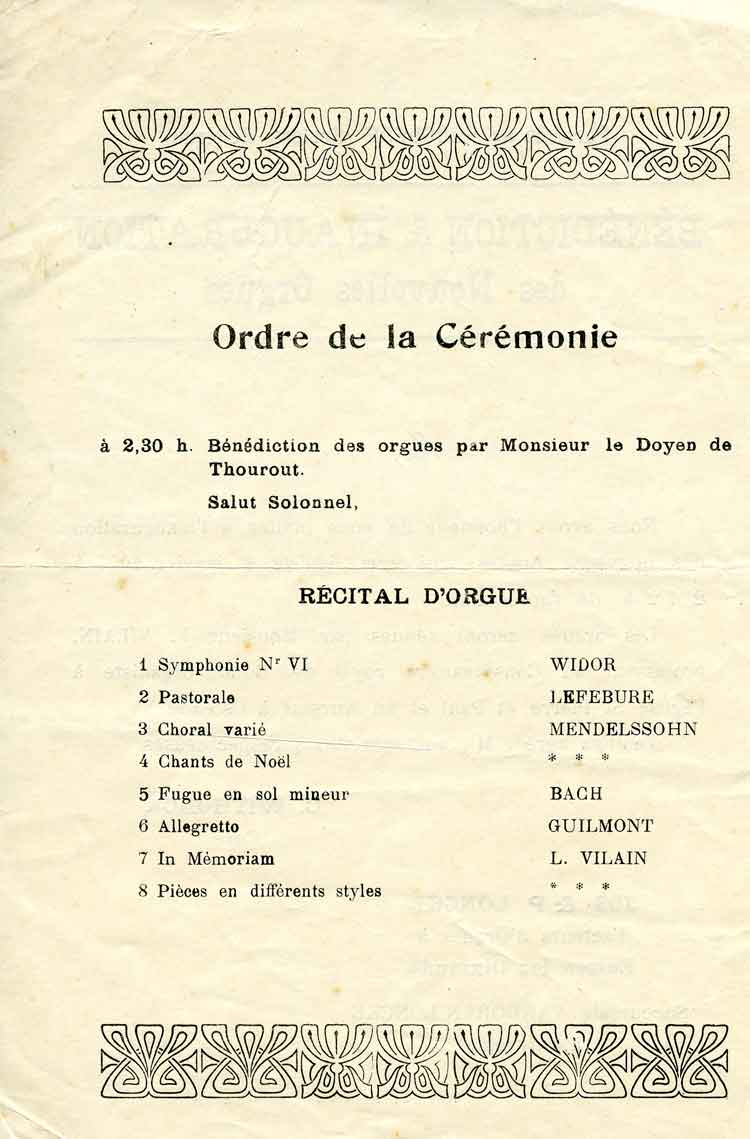 Ordre de la Cérémonie
à 2,30 h. Bénédiction des orgues par Monsieur le Doyen de
Thourout.
Salut Solonnel,
RÉCITAL D'ORGUE
1 Symphonie Nr VI WIDOR
2 Pastorale LEFEBURE
3 Choral varié MENDELSSOHN
4 Chants de Noël * * *
5 Fugue en sol mineur BACH
6 Allegretto GUILMONT
7 In Mémoriam L. VILAIN
8 Pièces en différents styles * * *